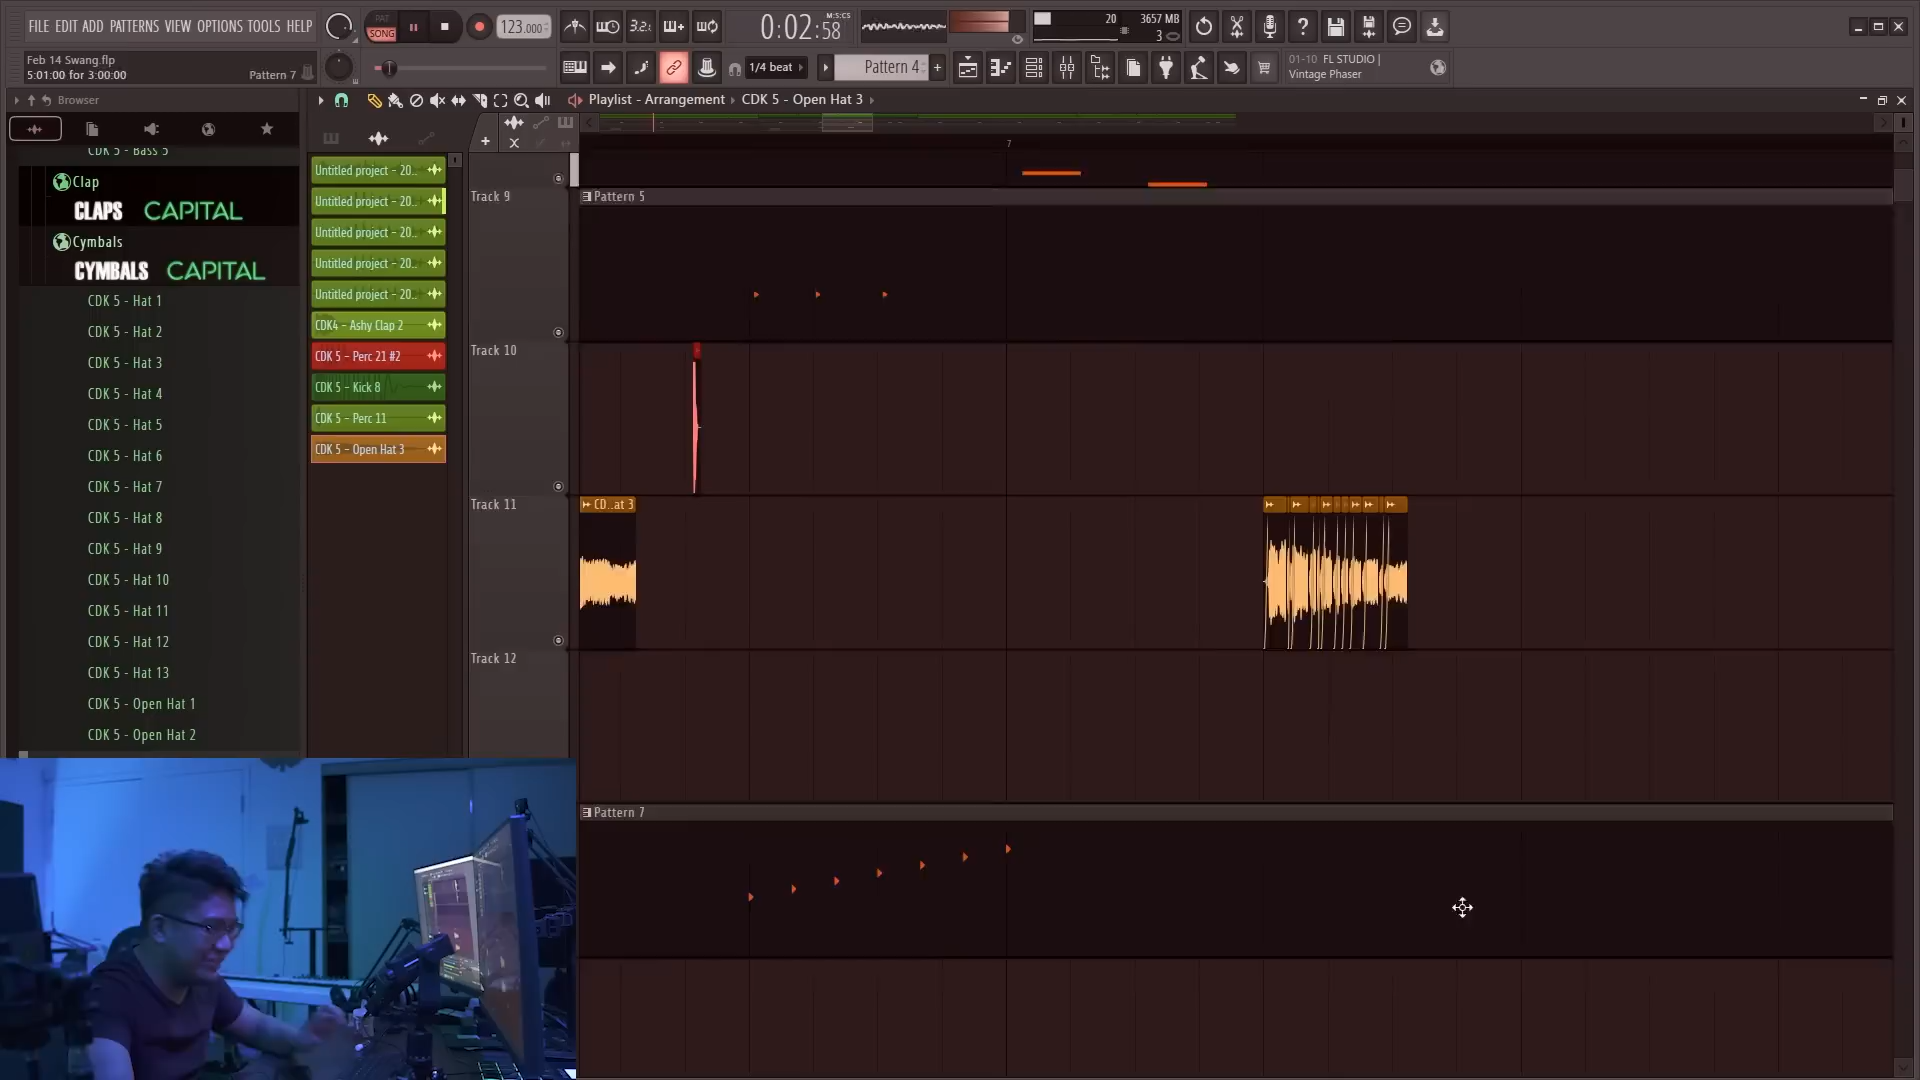 FILE EDIT ADD PATTERNS VIEW OPTIONS TOOLS HELP
PAT
SONG
123.000
3.2.:
0:02:58
M:S:CS
20
3657 MB
3
Feb 14 Swang.flp
5:01:00 for 3:00:00
Pattern 7
1/4 beat
Pattern 4
01-10 FL STUDIO |
Vintage Phaser
Browser
Playlist - Arrangement › CDK 5 - Open Hat 3 ›
CDK 5 - Bass 5
Clap
CLAPS CAPITAL
Cymbals
CYMBALS CAPITAL
CDK 5 - Hat 1
CDK 5 - Hat 2
CDK 5 - Hat 3
CDK 5 - Hat 4
CDK 5 - Hat 5
CDK 5 - Hat 6
CDK 5 - Hat 7
CDK 5 - Hat 8
CDK 5 - Hat 9
CDK 5 - Hat 10
CDK 5 - Hat 11
CDK 5 - Hat 12
CDK 5 - Hat 13
CDK 5 - Open Hat 1
CDK 5 - Open Hat 2
Untitled project - 20..
Untitled project - 20..
Untitled project - 20..
Untitled project - 20..
Untitled project - 20..
CDK4 - Ashy Clap 2
CDK 5 - Perc 21 #2
CDK 5 - Kick 8
CDK 5 - Perc 11
CDK 5 - Open Hat 3
7
Track 9
Pattern 5
Track 10
Track 11
CD..at 3
Track 12
Pattern 7